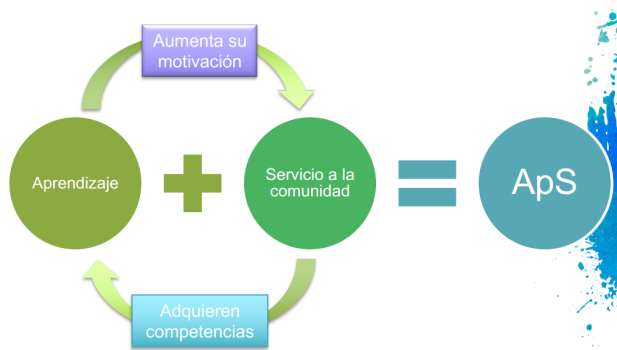 Aumenta su
motivación
Aprendizaje
Servicio a la
comunidad
ApS
Adquieren
competencias